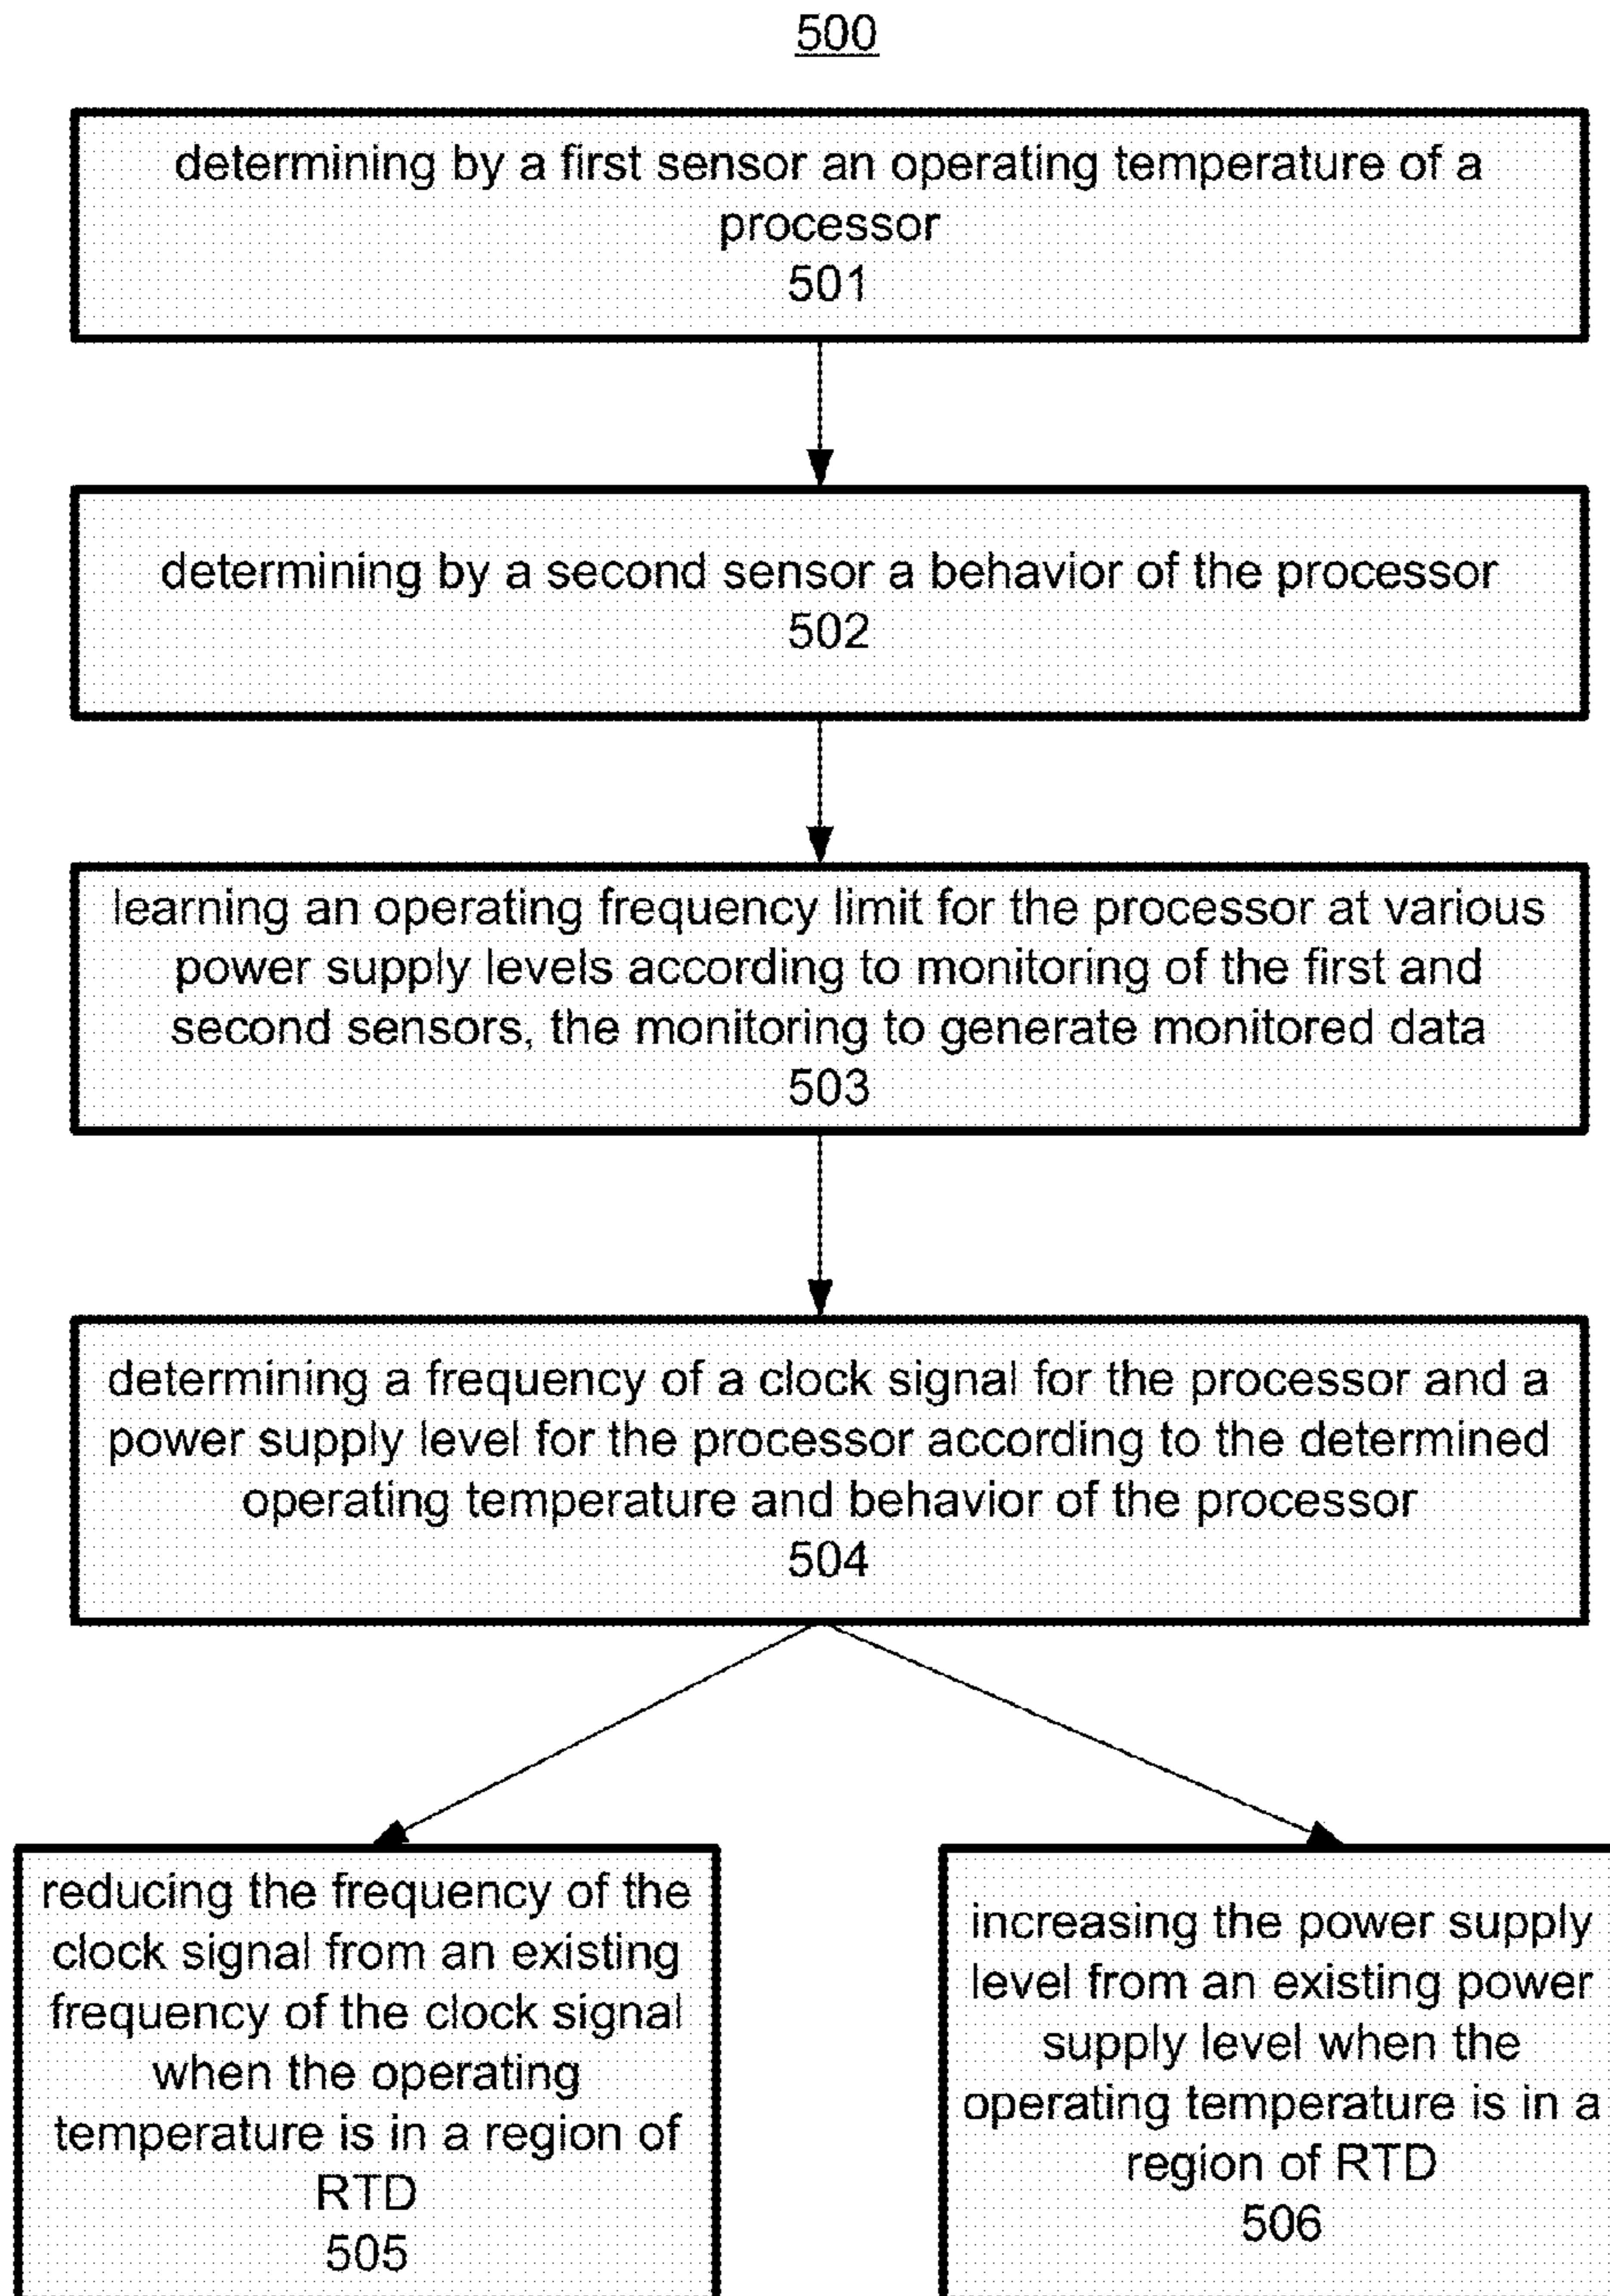 500
determining by a first sensor an operating temperature of a
processor
501
determining by a second sensor a behavior of the processor
502
learning an operating frequency limit for the processor at various
power supply levels according to monitoring of the first and
second sensors, the monitoring to generate monitored data
503
determining a frequency of a clock signal for the processor and a
power supply level for the processor according to the determined
operating temperature and behavior of the processor
504
reducing the frequency of the
clock signal from an existing
frequency of the clock signal
when the operating
temperature is in a region of
RTD
505
increasing the power supply
level from an existing power
supply level when the
operating temperature is in a
region of RTD
506